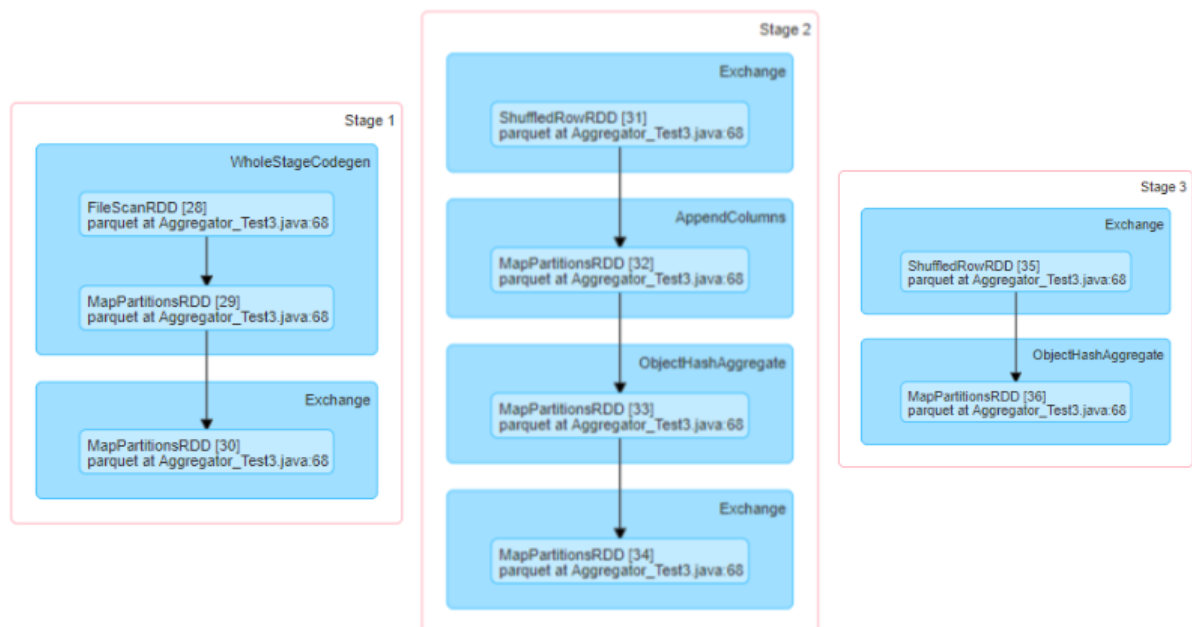 Stage 1
WholeStageCodegen
FileScanRDD [28]
parquet at Aggregator_Test3.java:68
MapPartitionsRDD [29]
parquet at Aggregator_Test3.java:68
Exchange
MapPartitionsRDD [30]
parquet at Aggregator_Test3.java:68
Stage 2
Exchange
ShuffledRowRDD [31]
parquet at Aggregator_Test3.java:68
AppendColumns
MapPartitionsRDD [32]
parquet at Aggregator_Test3.java:68
ObjectHashAggregate
MapPartitionsRDD [33]
parquet at Aggregator_Test3.java:68
Exchange
MapPartitionsRDD [34]
parquet at Aggregator_Test3.java:68
Stage 3
Exchange
ShuffledRowRDD [35]
parquet at Aggregator_Test3.java:68
ObjectHashAggregate
MapPartitionsRDD [36]
parquet at Aggregator_Test3.java:68